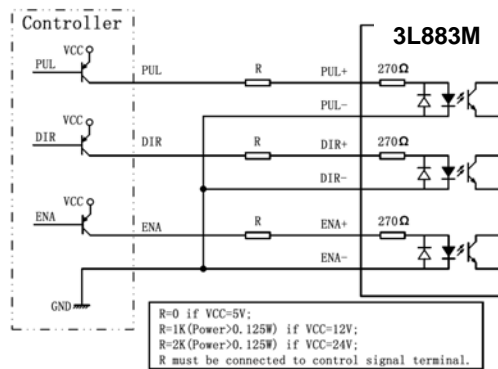 Controller
3L883M
VCC
PUL
PUL
R
PUL+
270Ω
PUL-
VCC
DIR
DIR
R
DIR+
270Ω
DIR-
VCC
ENA
ENA
R
ENA+
270Ω
ENA-
GND
R=0 if VCC=5V;
R=1K(Power>0.125W) if VCC=12V;
R=2K(Power>0.125W) if VCC=24V;
R must be connected to control signal terminal.